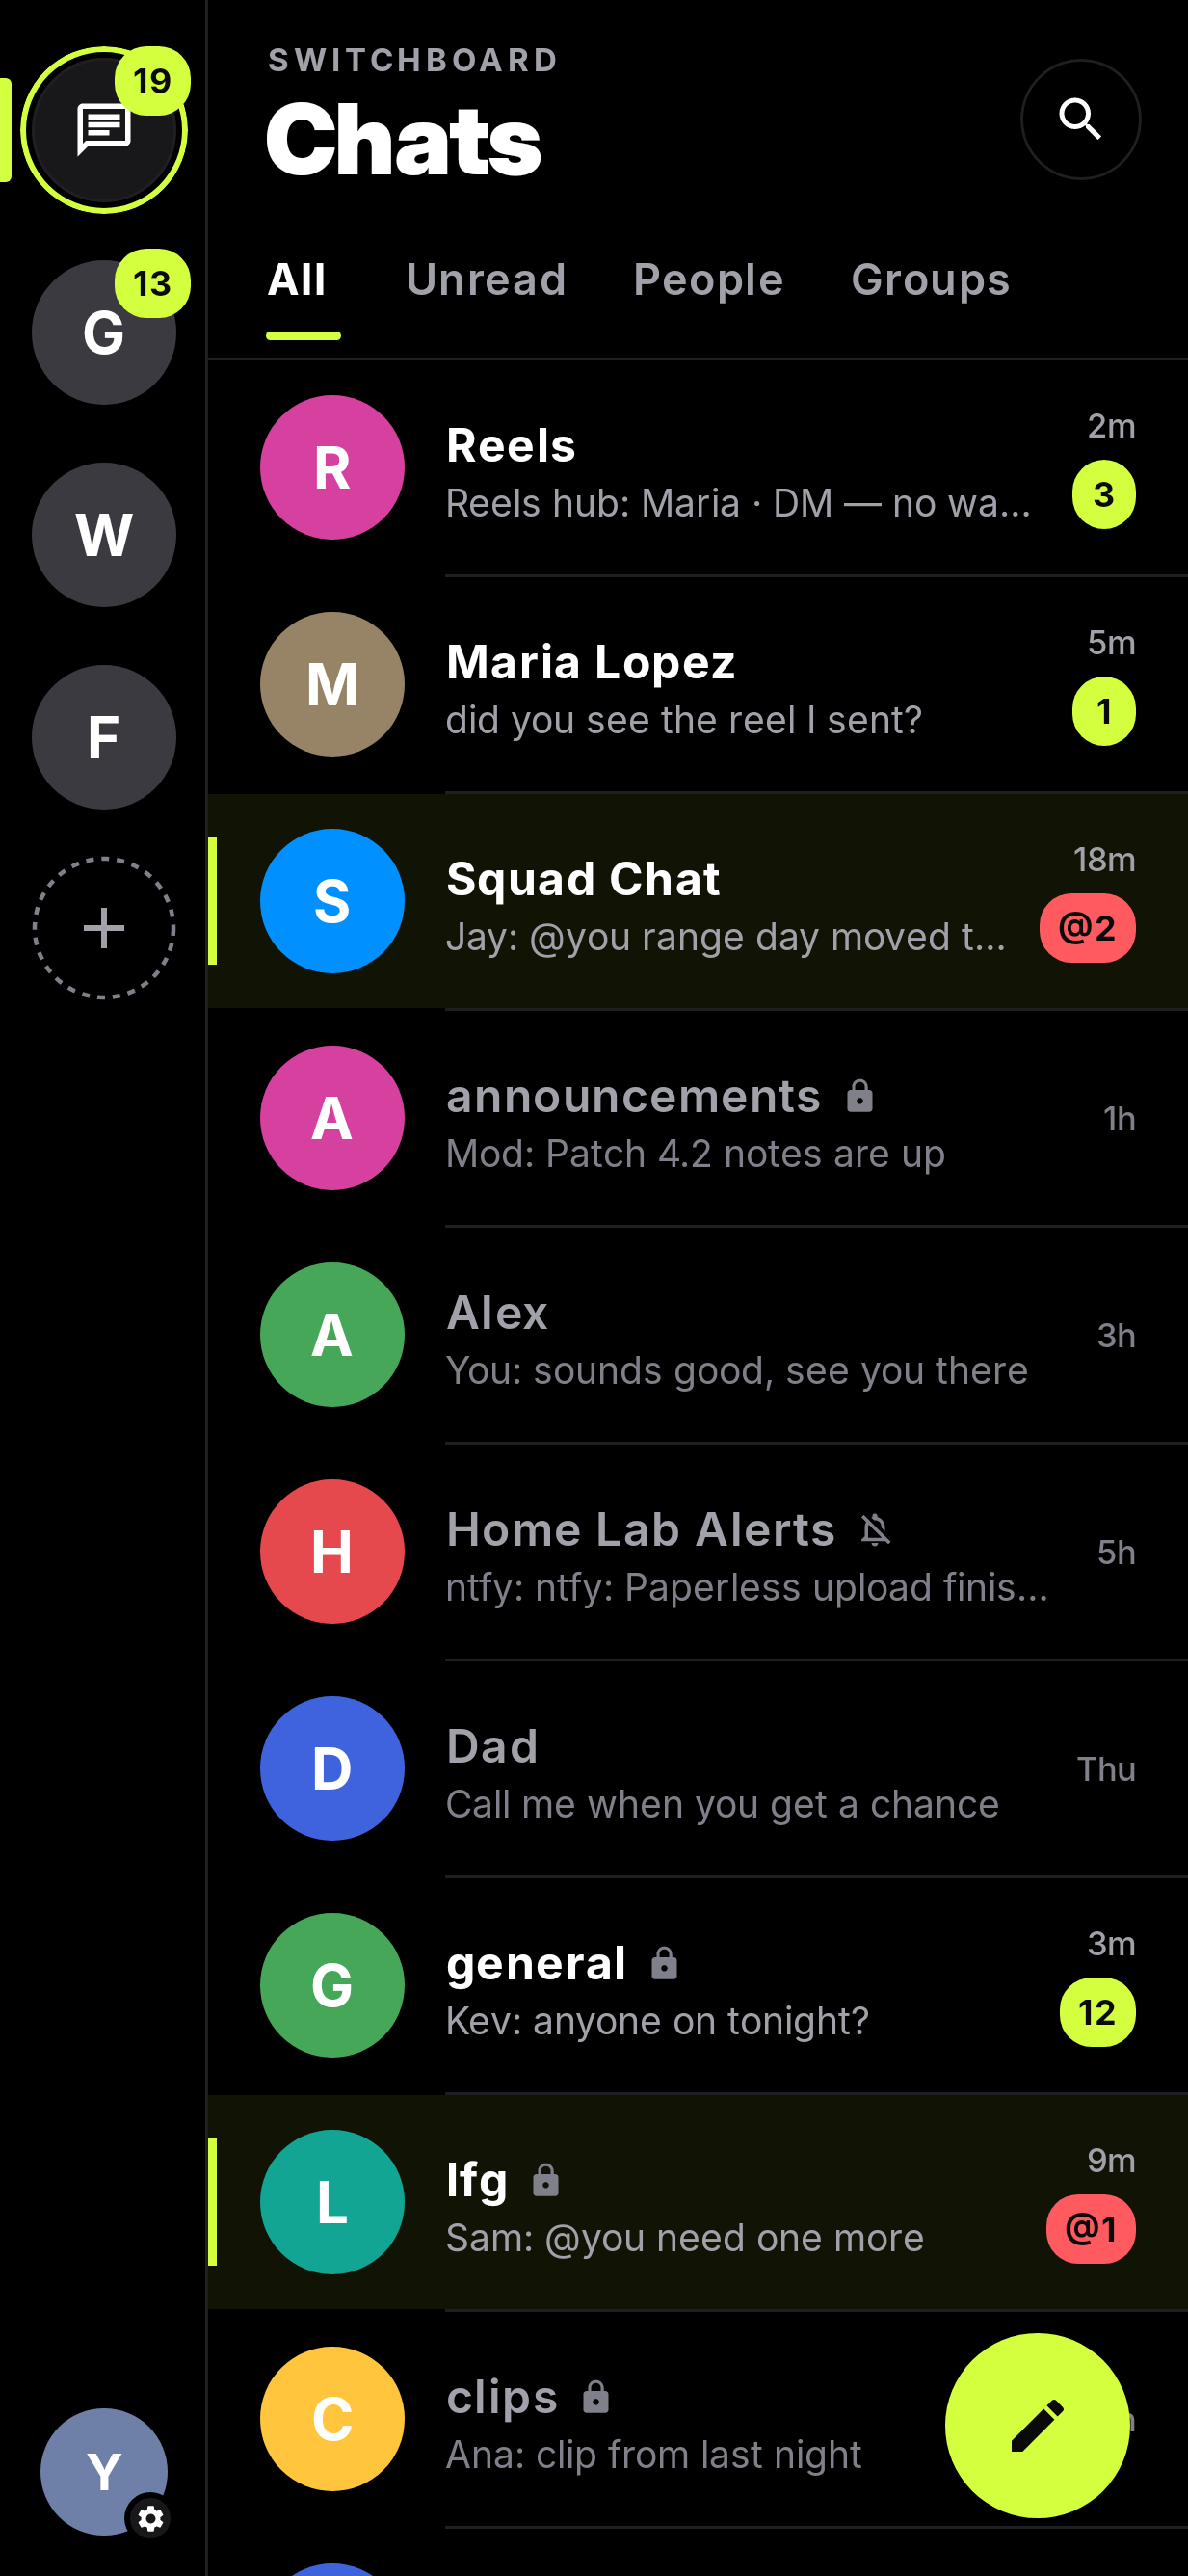 19
13
G
W
F
Y
SWITCHBOARD
Chats
All Unread People Groups
R
Reels
2m
Reels hub: Maria · DM — no wa...
3
M
Maria Lopez
5m
did you see the reel I sent?
1
S
Squad Chat
18m
Jay: @you range day moved t...
@2
A
announcements
Mod: Patch 4.2 notes are up
1h
A
Alex
You: sounds good, see you there
3h
H
Home Lab Alerts
ntfy: ntfy: Paperless upload finis...
5h
D
Dad
Call me when you get a chance
Thu
G
general
3m
Kev: anyone on tonight?
12
L
lfg
9m
Sam: @you need one more
@1
C
clips
Ana: clip from last night